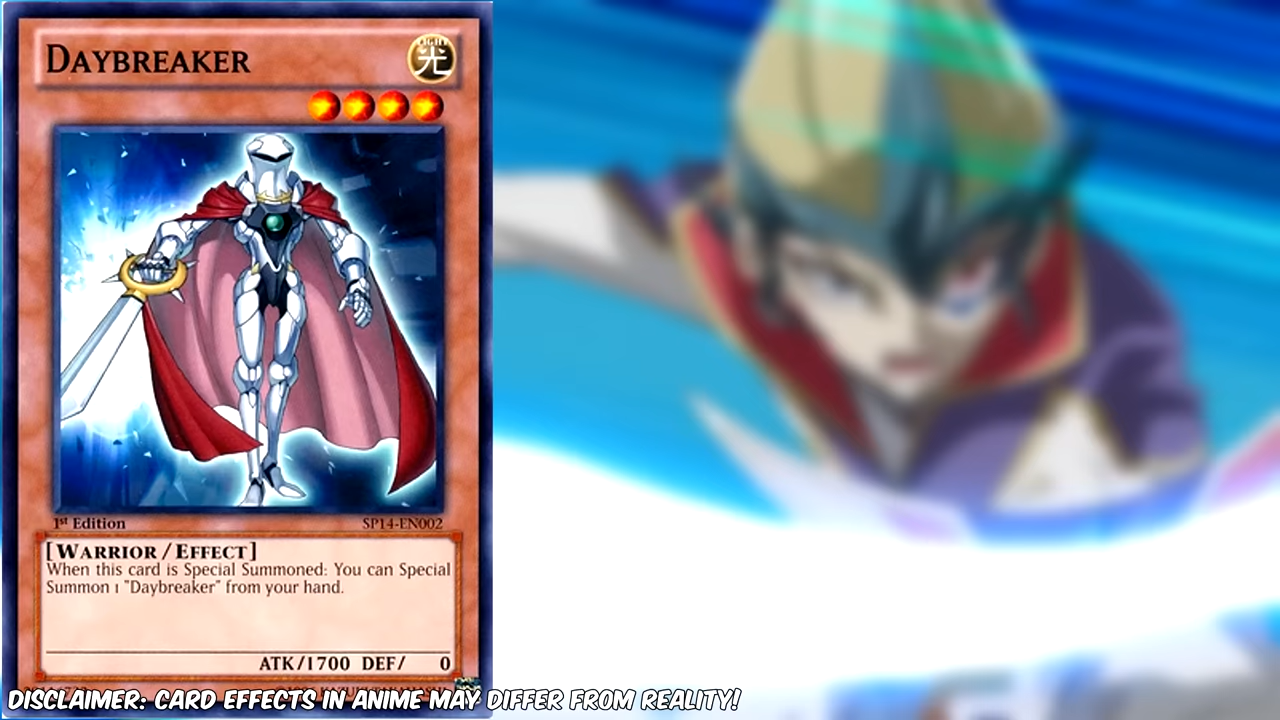 DAYBREAKER
LIGHT
光
1st Edition
SP14-EN002
[WARRIOR / EFFECT]
When this card is Special Summoned: You can Special
Summon 1 "Daybreaker" from your hand.
ATK/1700 DEF/ 0
DISCLAIMER: CARD EFFECTS IN ANIME MAY DIFFER FROM REALITY!